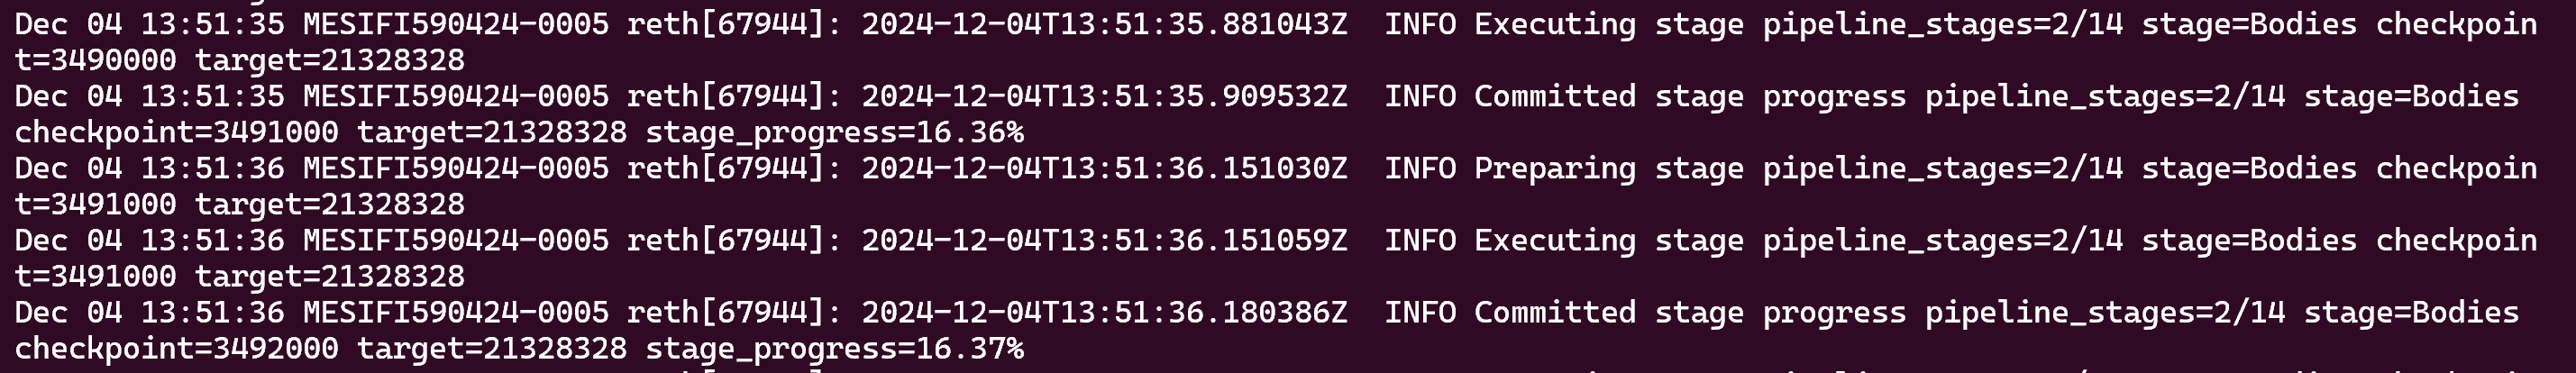 Dec 04 13:51:35 MESIFI590424-0005 reth[67944]: 2024-12-04T13:51:35.881043Z  INFO Executing stage pipeline_stages=2/14 stage=Bodies checkpoin
t=3490000 target=21328328
Dec 04 13:51:35 MESIFI590424-0005 reth[67944]: 2024-12-04T13:51:35.909532Z  INFO Committed stage progress pipeline_stages=2/14 stage=Bodies
checkpoint=3491000 target=21328328 stage_progress=16.36%
Dec 04 13:51:36 MESIFI590424-0005 reth[67944]: 2024-12-04T13:51:36.151030Z  INFO Preparing stage pipeline_stages=2/14 stage=Bodies checkpoin
t=3491000 target=21328328
Dec 04 13:51:36 MESIFI590424-0005 reth[67944]: 2024-12-04T13:51:36.151059Z  INFO Executing stage pipeline_stages=2/14 stage=Bodies checkpoin
t=3491000 target=21328328
Dec 04 13:51:36 MESIFI590424-0005 reth[67944]: 2024-12-04T13:51:36.180386Z  INFO Committed stage progress pipeline_stages=2/14 stage=Bodies
checkpoint=3492000 target=21328328 stage_progress=16.37%